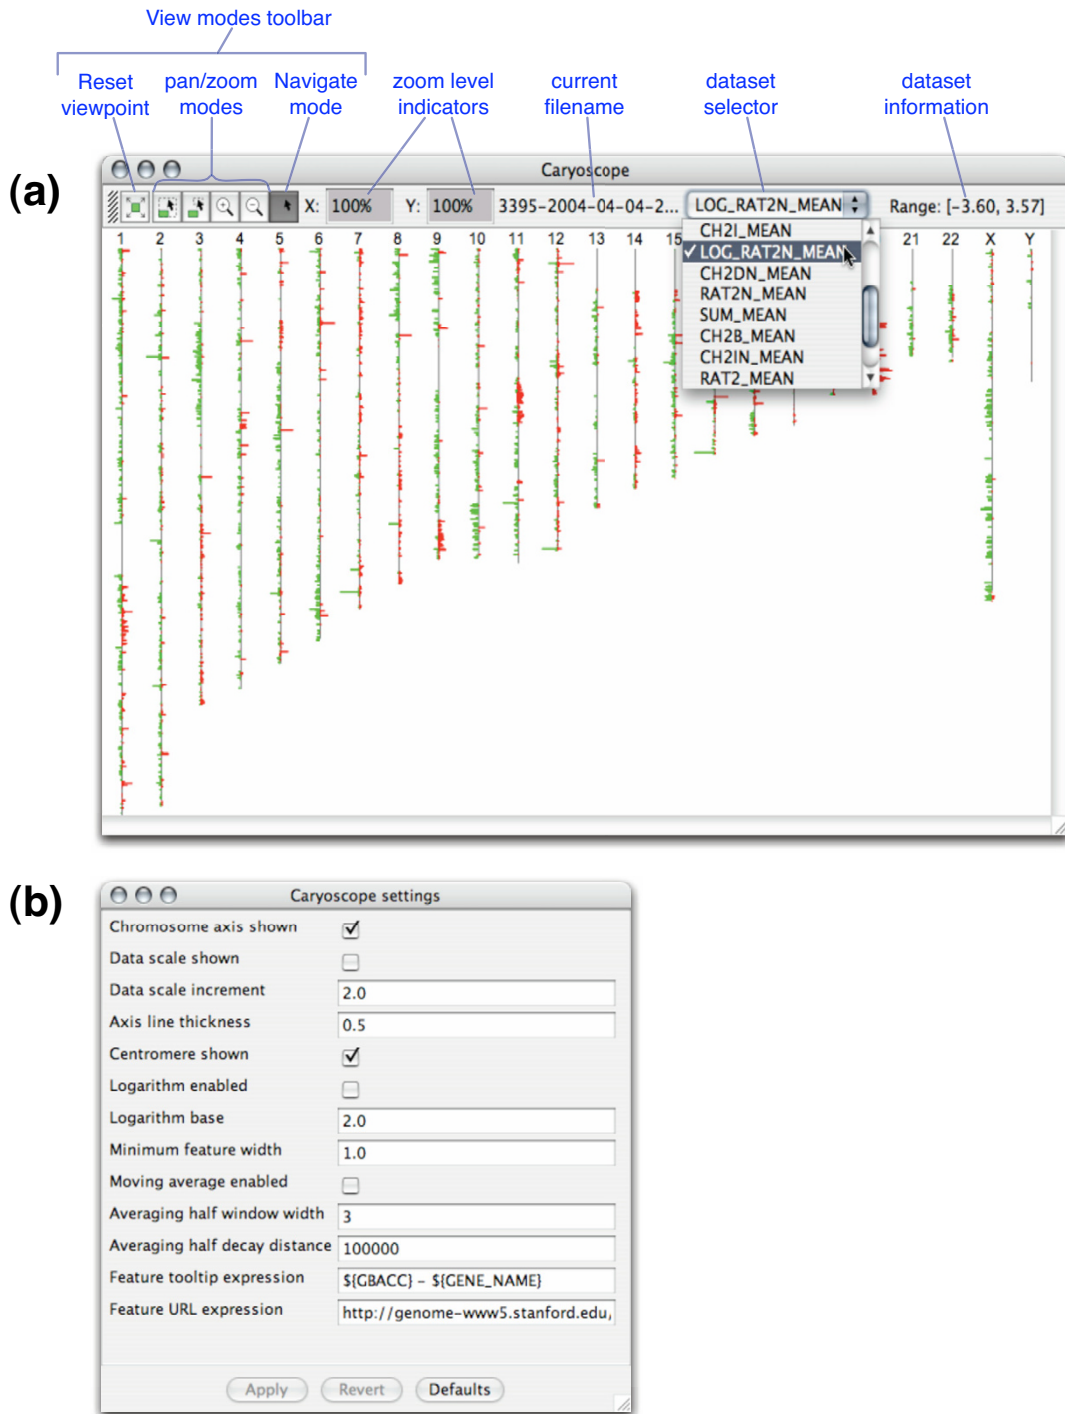 View modes toolbar
Reset viewpoint
pan/zoom modes
Navigate mode
zoom level indicators
current filename
dataset selector
dataset information
(a)
Caryoscope
X: 100% Y: 100% 3395-2004-04-04-2... LOG_RAT2N_MEAN Range: [-3.60, 3.57]
1 2 3 4 5 6 7 8 9 10 11 12 13 14 15 21 22 X Y
CH2I_MEAN
✓ LOG_RAT2N_MEAN
CH2DN_MEAN
RAT2N_MEAN
SUM_MEAN
CH2B_MEAN
CH2IN_MEAN
RAT2_MEAN
(b)
Caryoscope settings
Chromosome axis shown
Data scale shown
Data scale increment 2.0
Axis line thickness 0.5
Centromere shown
Logarithm enabled
Logarithm base 2.0
Minimum feature width 1.0
Moving average enabled
Averaging half window width 3
Averaging half decay distance 100000
Feature tooltip expression ${GBACC} - ${GENE_NAME}
Feature URL expression http://genome-www5.stanford.edu/
Apply Revert Defaults